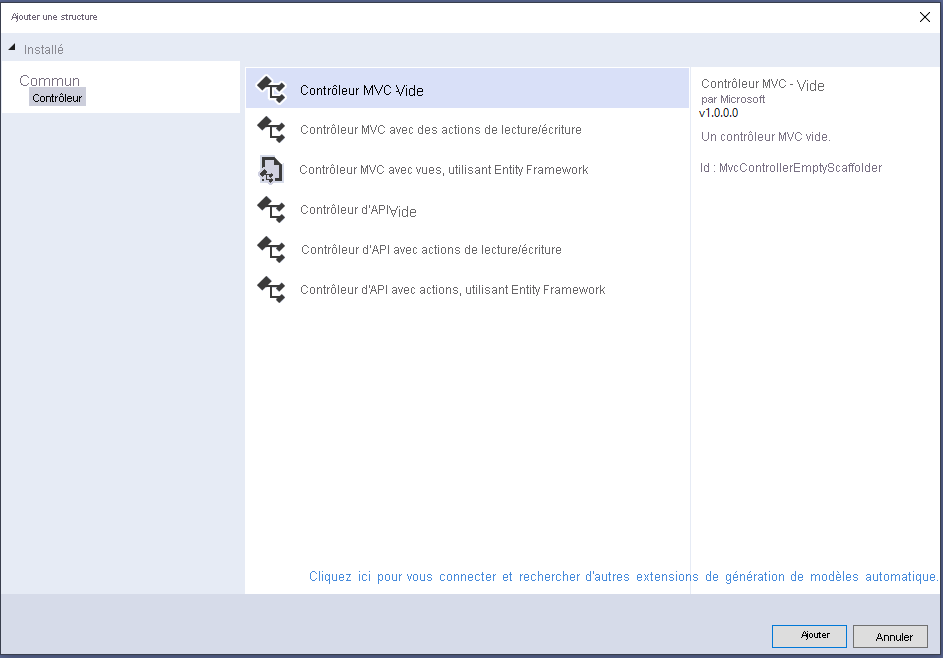 Ajouter une structure
Installé
Commun
Contrôleur
Contrôleur MVC Vide
Contrôleur MVC avec des actions de lecture/écriture
Contrôleur MVC avec vues, utilisant Entity Framework
Contrôleur d'API Vide
Contrôleur d'API avec actions de lecture/écriture
Contrôleur d'API avec actions, utilisant Entity Framework
Contrôleur MVC - Vide
par Microsoft
v1.0.0.0
Un contrôleur MVC vide.
Id : MvcControllerEmptyScaffolder
Cliquez ici pour vous connecter et rechercher d'autres extensions de génération de modèles automatique.
Ajouter
Annuler